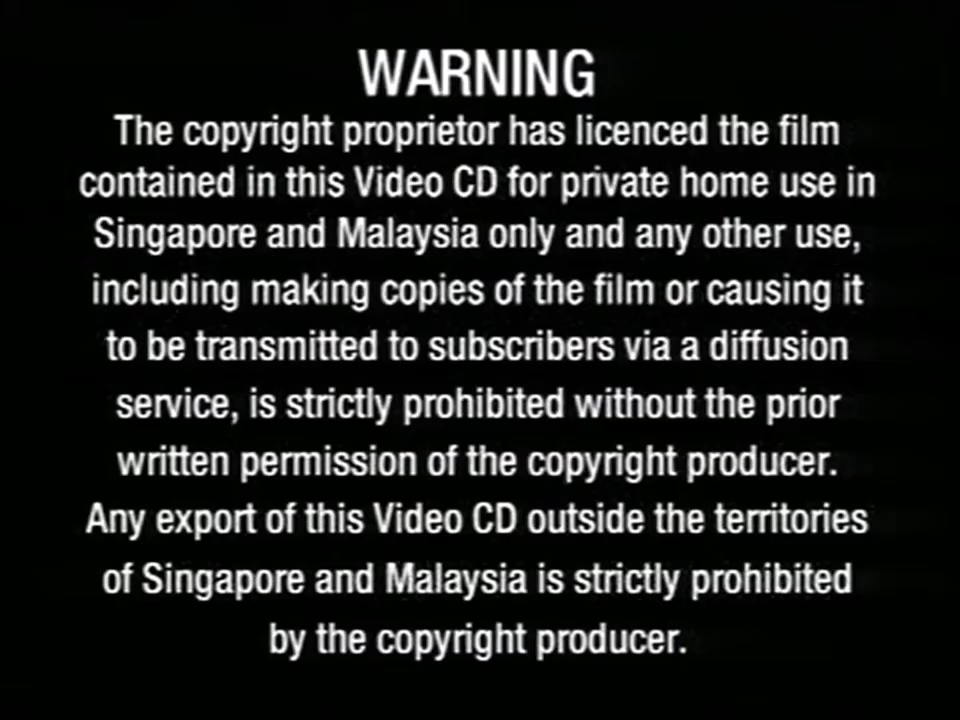 WARNING
The copyright proprietor has licenced the film
contained in this Video CD for private home use in
Singapore and Malaysia only and any other use,
including making copies of the film or causing it
to be transmitted to subscribers via a diffusion
service, is strictly prohibited without the prior
written permission of the copyright producer.
Any export of this Video CD outside the territories
of Singapore and Malaysia is strictly prohibited
by the copyright producer.